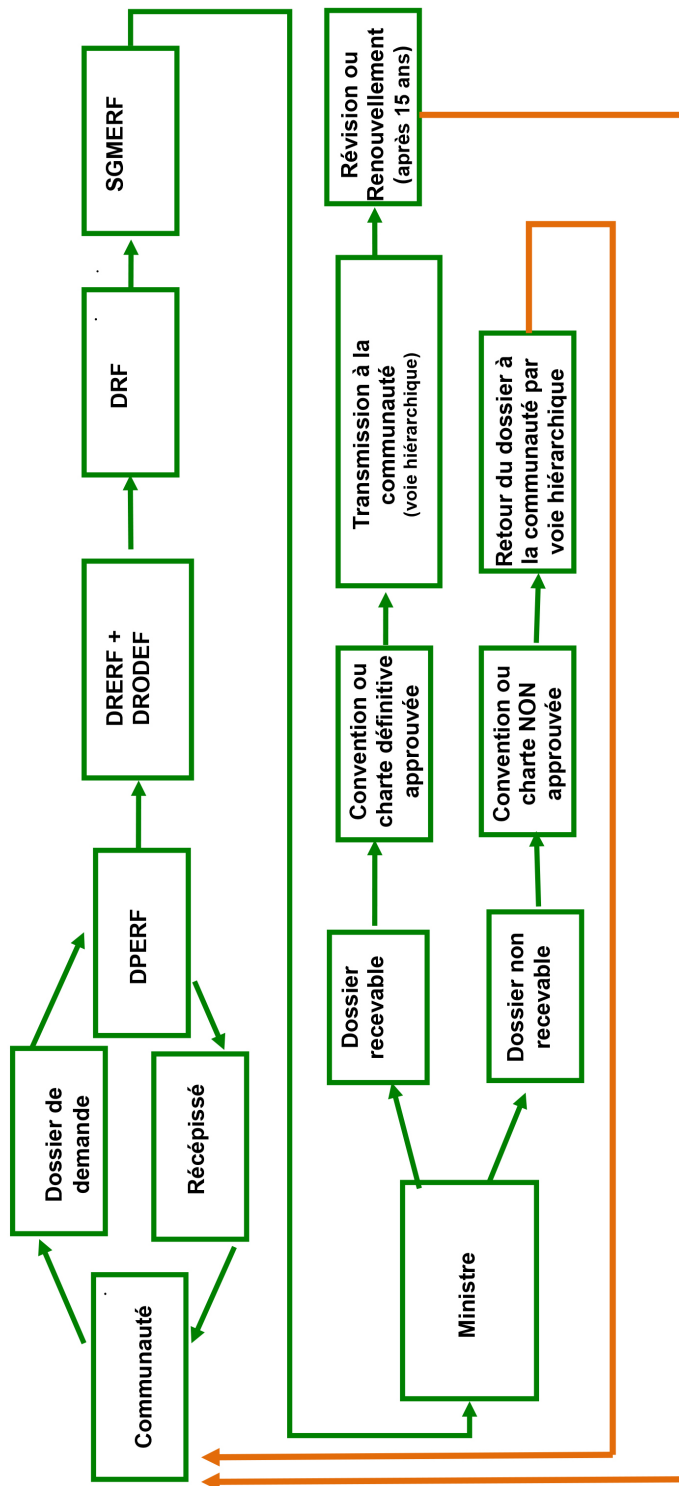 Communauté
Dossier de
demande
Récépissé
DPERF
DRERF +
DRODEF
DRF
SGMERF
Ministre
Dossier
recevable
Convention ou
charte définitive
approuvée
Transmission à la
communauté
(voie hiérarchique)
Révision ou
Renouvellement
(après 15 ans)
Dossier non
recevable
Convention ou
charte NON
approuvée
Retour du dossier à
la communauté par
voie hiérarchique